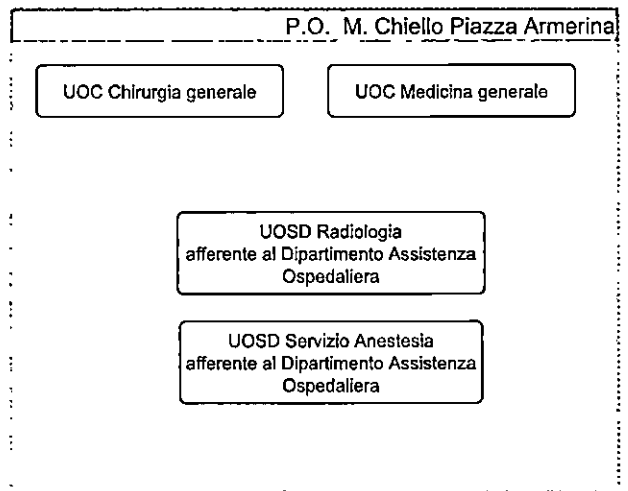 P.O. M. Chiello Piazza Armerina
UOC Chirurgia generale
UOC Medicina generale
UOSD Radiologia
afferente al Dipartimento Assistenza
Ospedaliera
UOSD Servizio Anestesia
afferente al Dipartimento Assistenza
Ospedaliera